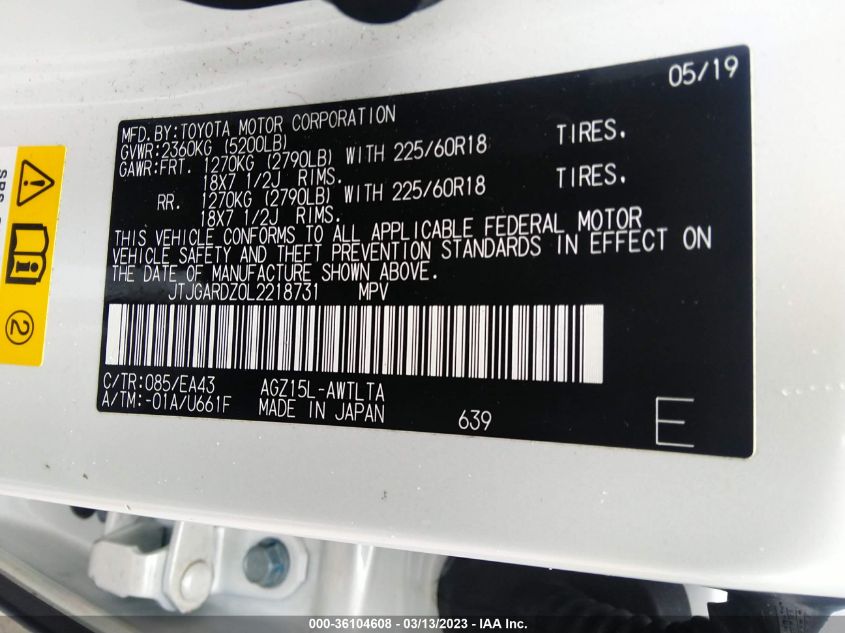 05/19
MFD.BY:TOYOTA MOTOR CORPORATION
GVWR:2360KG (5200LB)
GAWR:FRT. 1270KG (2790LB) WITH 225/60R18 TIRES,
18X7 1/2J RIMS.
RR. 1270KG (2790LB) WITH 225/60R18 TIRES,
18X7 1/2J RIMS.
THIS VEHICLE CONFORMS TO ALL APPLICABLE FEDERAL MOTOR
VEHICLE SAFETY AND THEFT PREVENTION STANDARDS IN EFFECT ON
THE DATE OF MANUFACTURE SHOWN ABOVE.
JTJGARDZ0L2218731 MPV
C/TR:085/EA43 AGZ15L-AWTLTA
A/TM:-01A/U661F MADE IN JAPAN 639 E
2
000-36104608 - 03/13/2023 - IAA Inc.